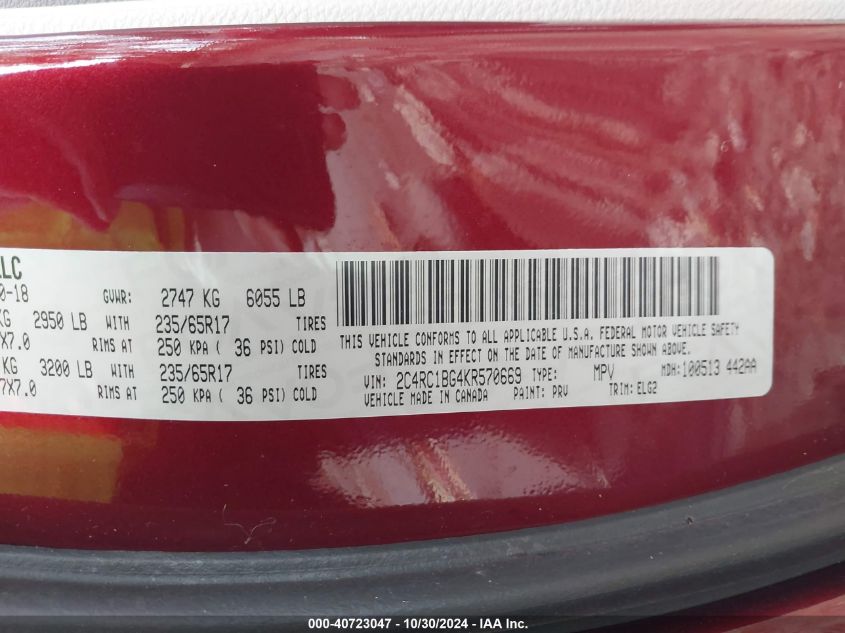 LLC
0-18 GVWR: 2747 KG 6055 LB
KG 2950 LB WITH 235/65R17 TIRES
X7.0 RIMS AT 250 KPA ( 36 PSI) COLD
KG 3200 LB WITH 235/65R17 TIRES
7X7.0 RIMS AT 250 KPA ( 36 PSI) COLD
THIS VEHICLE CONFORMS TO ALL APPLICABLE U.S.A. FEDERAL MOTOR VEHICLE SAFETY
STANDARDS IN EFFECT ON THE DATE OF MANUFACTURE SHOWN ABOVE.
VIN: 2C4RC1BG4KR570669 TYPE: MPV MDH: 100513 442AA
VEHICLE MADE IN CANADA PAINT: PRV TRIM: ELG2
000-40723047 - 10/30/2024 - IAA Inc.